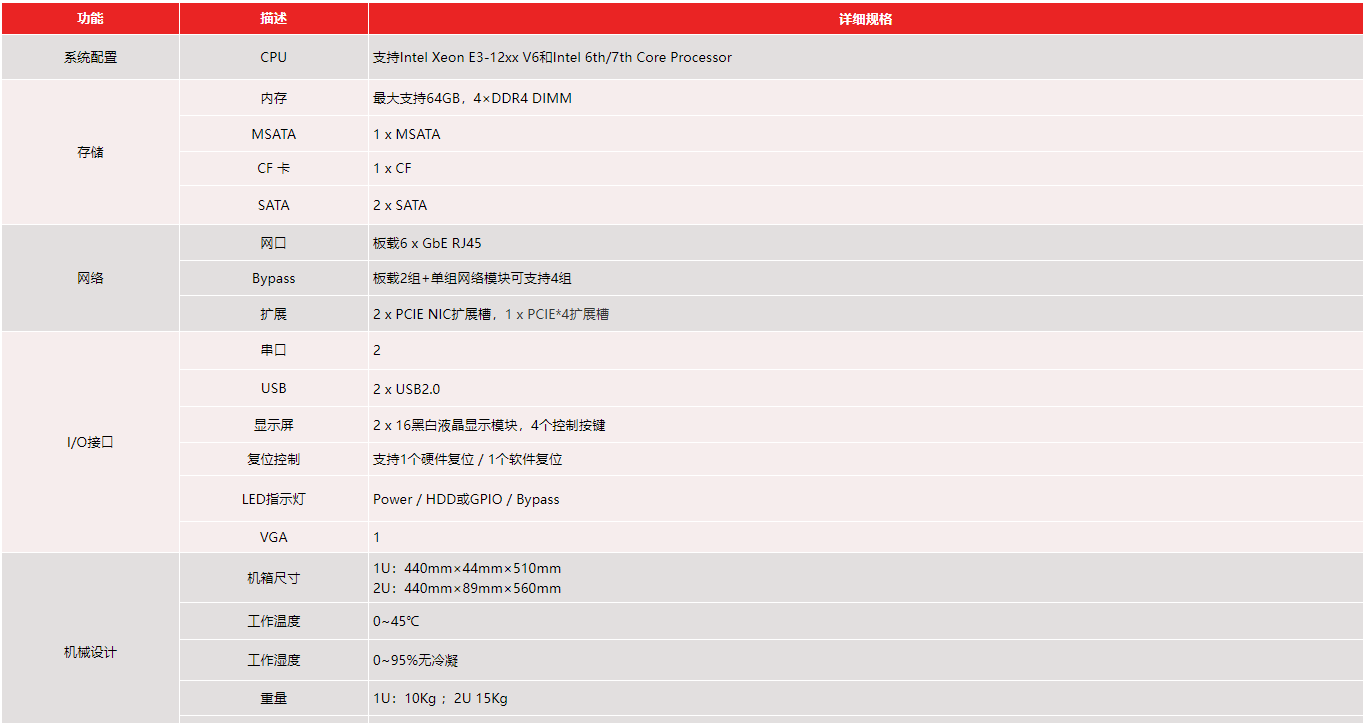 功能 描述 详细规格
系统配置 CPU 支持Intel Xeon E3-12xx V6和Intel 6th/7th Core Processor
存储
内存 最大支持64GB，4×DDR4 DIMM
MSATA 1 x MSATA
CF 卡 1 x CF
SATA 2 x SATA
网络
网口 板载6 x GbE RJ45
Bypass 板载2组+单组网络模块可支持4组
扩展 2 x PCIE NIC扩展槽，1 x PCIE*4扩展槽
I/O接口
串口 2
USB 2 x USB2.0
显示屏 2 x 16黑白液晶显示模块，4个控制按键
复位控制 支持1个硬件复位 / 1个软件复位
LED指示灯 Power / HDD或GPIO / Bypass
VGA 1
机械设计
机箱尺寸 1U：440mm×44mm×510mm
2U：440mm×89mm×560mm
工作温度 0~45℃
工作湿度 0~95%无冷凝
重量 1U：10Kg ；2U 15Kg